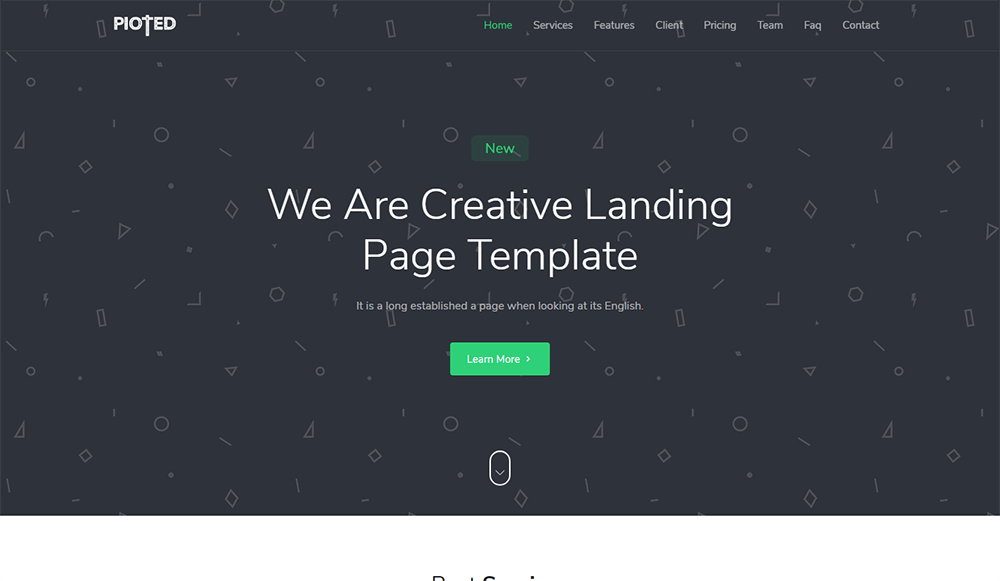 PIOTED
Home Services Features Client Pricing Team Faq Contact
New
We Are Creative Landing
Page Template
It is a long established a page when looking at its English.
Learn More